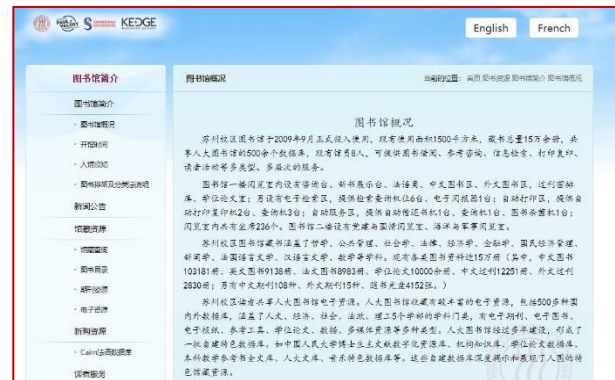 KEDGE
English French
图书馆简介
图书馆简介
· 图书馆概况
· 开馆时间
· 入馆须知
· 图书排架及分类法说明
新闻公告
馆藏资源
· 馆藏查询
· 图书目录
· 期刊资源
· 电子资源
新购资源
· Cairn法语数据库
读者服务
图书馆概况
当前的位置: 首页 图书资源 图书馆简介 图书馆概况
图书馆概况
苏州校区图书馆于2009年9月正式投入使用,现有使用面积1500平方米,藏书总量15万余册,共
享人大图书馆的500余个数据库,现有馆员8人,可提供图书借阅、参考咨询、信息检索、打印复印、
读者活动等多类型、多层次的服务。
图书馆一楼阅览室内设有咨询台、新书展示台、法语角、中文图书区、外文图书区、过刊密排
库、学位论文室;另设有电子检索区,提供检索查询机位6台、电子阅报器1台;自助打印区,提供自
助打印复印机2台、查询机3台;自助服务区,提供自助借还书机1台、查询机1台、图书杀菌机1台;
阅览室内共有坐席236个。图书馆二楼设有党建与国情阅览室、海洋与军事阅览室。
苏州校区图书馆藏书涵盖了哲学、公共管理、社会学、法律、经济学、金融学、国民经济管理、
新闻学、法国语言文学、汉语言文学、数学等学科。现有各类图书资料近15万册(其中,中文图书
103181册、英文图书9138册、法文图书8983册、学位论文10000余册、中文过刊12251册、外文过刊
2830册;另有中文期刊108种、外文期刊15种、随书光盘4152张。)
苏州校区读者共享人大图书馆电子资源。人大图书馆收藏有较丰富的电子资源,包括500多种国
内外数据库,涵盖了人文、经济、社会、法政、理工5个学部的学科门类,有电子期刊、电子图书、
电子报纸、参考工具、学位论文、数据、多媒体资源等多种类型。人大图书馆经过多年建设,形成了
一批自建特色数据库。如中国人民大学博士生主文献数字化资源库、机构知识库、学位论文数据库、
本科教学参考书全文库、人大文库、音乐特色数据库等。这些自建数据库深度揭示和展现了人图的特
色馆藏资源。